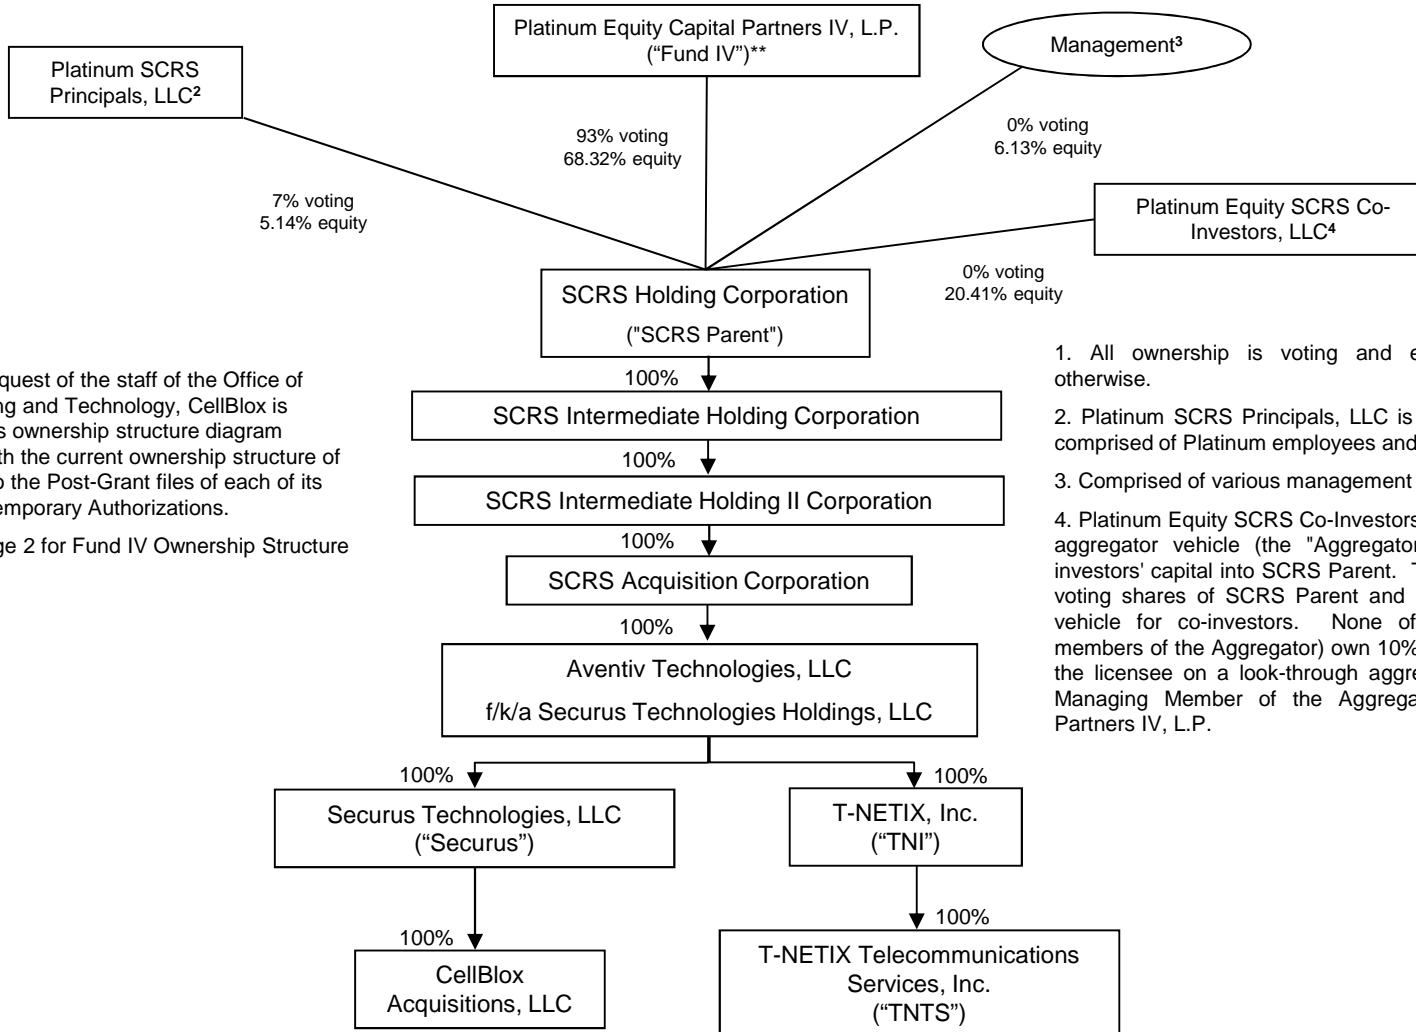 Platinum Equity Capital Partners IV, L.P.
(“Fund IV”)**
Management³
Platinum SCRS
Principals, LLC²
93% voting
68.32% equity
0% voting
6.13% equity
7% voting
5.14% equity
Platinum Equity SCRS Co-
Investors, LLC⁴
0% voting
20.41% equity
SCRS Holding Corporation
("SCRS Parent")
quest of the staff of the Office of
ng and Technology, CellBlox is
s ownership structure diagram
th the current ownership structure of
o the Post-Grant files of each of its
emporary Authorizations.
ge 2 for Fund IV Ownership Structure
100%
SCRS Intermediate Holding Corporation
100%
SCRS Intermediate Holding II Corporation
100%
SCRS Acquisition Corporation
100%
Aventiv Technologies, LLC
f/k/a Securus Technologies Holdings, LLC
1. All ownership is voting and e
otherwise.
2. Platinum SCRS Principals, LLC is
comprised of Platinum employees and
3. Comprised of various management
4. Platinum Equity SCRS Co-Investors
aggregator vehicle (the "Aggregator
investors' capital into SCRS Parent. T
voting shares of SCRS Parent and
vehicle for co-investors. None of
members of the Aggregator) own 10%
the licensee on a look-through aggre
Managing Member of the Aggrega
Partners IV, L.P.
100%
100%
Securus Technologies, LLC
(“Securus”)
T-NETIX, Inc.
(“TNI”)
100%
100%
CellBlox
Acquisitions, LLC
T-NETIX Telecommunications
Services, Inc.
(“TNTS”)